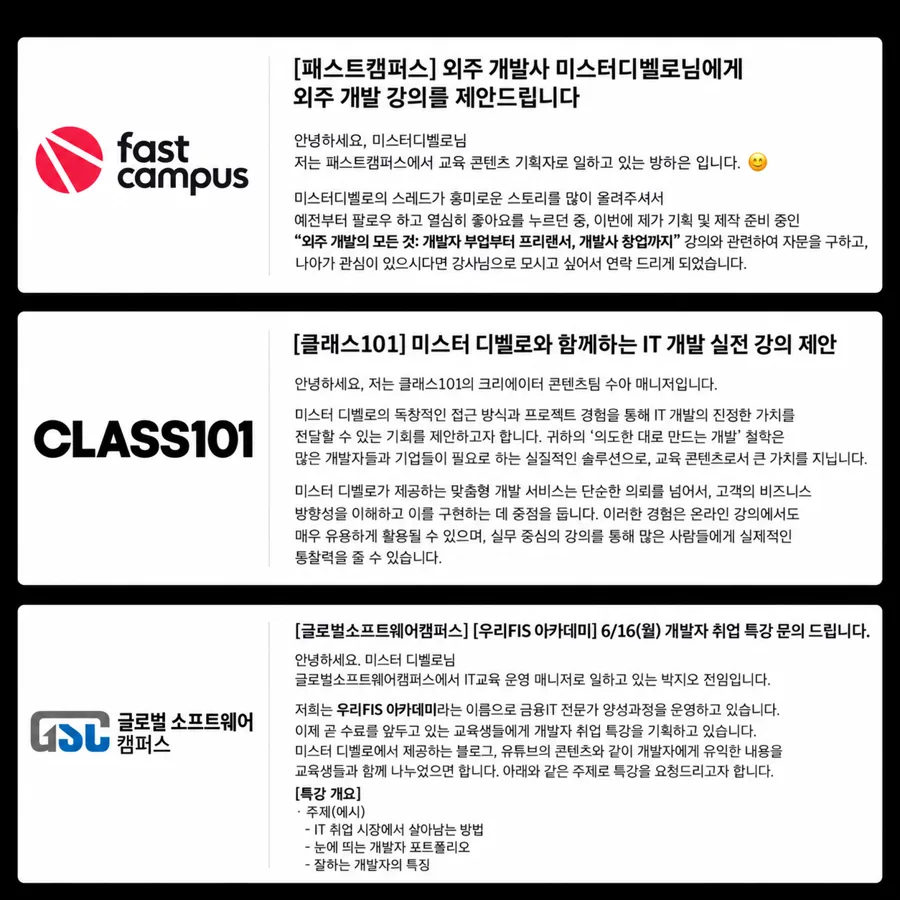 fast
campus
[패스트캠퍼스] 외주 개발사 미스터디벨로님에게
외주 개발 강의를 제안드립니다
안녕하세요, 미스터디벨로님
저는 패스트캠퍼스에서 교육 콘텐츠 기획자로 일하고 있는 방하은 입니다. 😊
미스터디벨로의 스레드가 흥미로운 스토리를 많이 올려주셔서
예전부터 팔로우 하고 열심히 좋아요를 누르던 중, 이번에 제가 기획 및 제작 준비 중인
“외주 개발의 모든 것: 개발자 부업부터 프리랜서, 개발사 창업까지” 강의와 관련하여 자문을 구하고,
나아가 관심이 있으시다면 강사님으로 모시고 싶어서 연락 드리게 되었습니다.
CLASS101
[클래스101] 미스터 디벨로와 함께하는 IT 개발 실전 강의 제안
안녕하세요, 저는 클래스101의 크리에이터 콘텐츠팀 수아 매니저입니다.
미스터 디벨로의 독창적인 접근 방식과 프로젝트 경험을 통해 IT 개발의 진정한 가치를
전달할 수 있는 기회를 제안하고자 합니다. 귀하의 ‘의도한 대로 만드는 개발’ 철학은
많은 개발자들과 기업들이 필요로 하는 실질적인 솔루션으로, 교육 콘텐츠로서 큰 가치를 지닙니다.
미스터 디벨로가 제공하는 맞춤형 개발 서비스는 단순한 의뢰를 넘어서, 고객의 비즈니스
방향성을 이해하고 이를 구현하는 데 중점을 둡니다. 이러한 경험은 온라인 강의에서도
매우 유용하게 활용될 수 있으며, 실무 중심의 강의를 통해 많은 사람들에게 실제적인
통찰력을 줄 수 있습니다.
GSC 글로벌 소프트웨어
캠퍼스
[글로벌소프트웨어캠퍼스] [우리FIS 아카데미] 6/16(월) 개발자 취업 특강 문의 드립니다.
안녕하세요. 미스터 디벨로님
글로벌소프트웨어캠퍼스에서 IT교육 운영 매니저로 일하고 있는 박지오 전임입니다.
저희는 우리FIS 아카데미라는 이름으로 금융IT 전문가 양성과정을 운영하고 있습니다.
이제 곧 수료를 앞두고 있는 교육생들에게 개발자 취업 특강을 기획하고 있습니다.
미스터 디벨로에서 제공하는 블로그, 유튜브의 콘텐츠와 같이 개발자에게 유익한 내용을
교육생들과 함께 나누었으면 합니다. 아래와 같은 주제로 특강을 요청드리고자 합니다.
[특강 개요]
· 주제(예시)
- IT 취업 시장에서 살아남는 방법
- 눈에 띄는 개발자 포트폴리오
- 잘하는 개발자의 특징